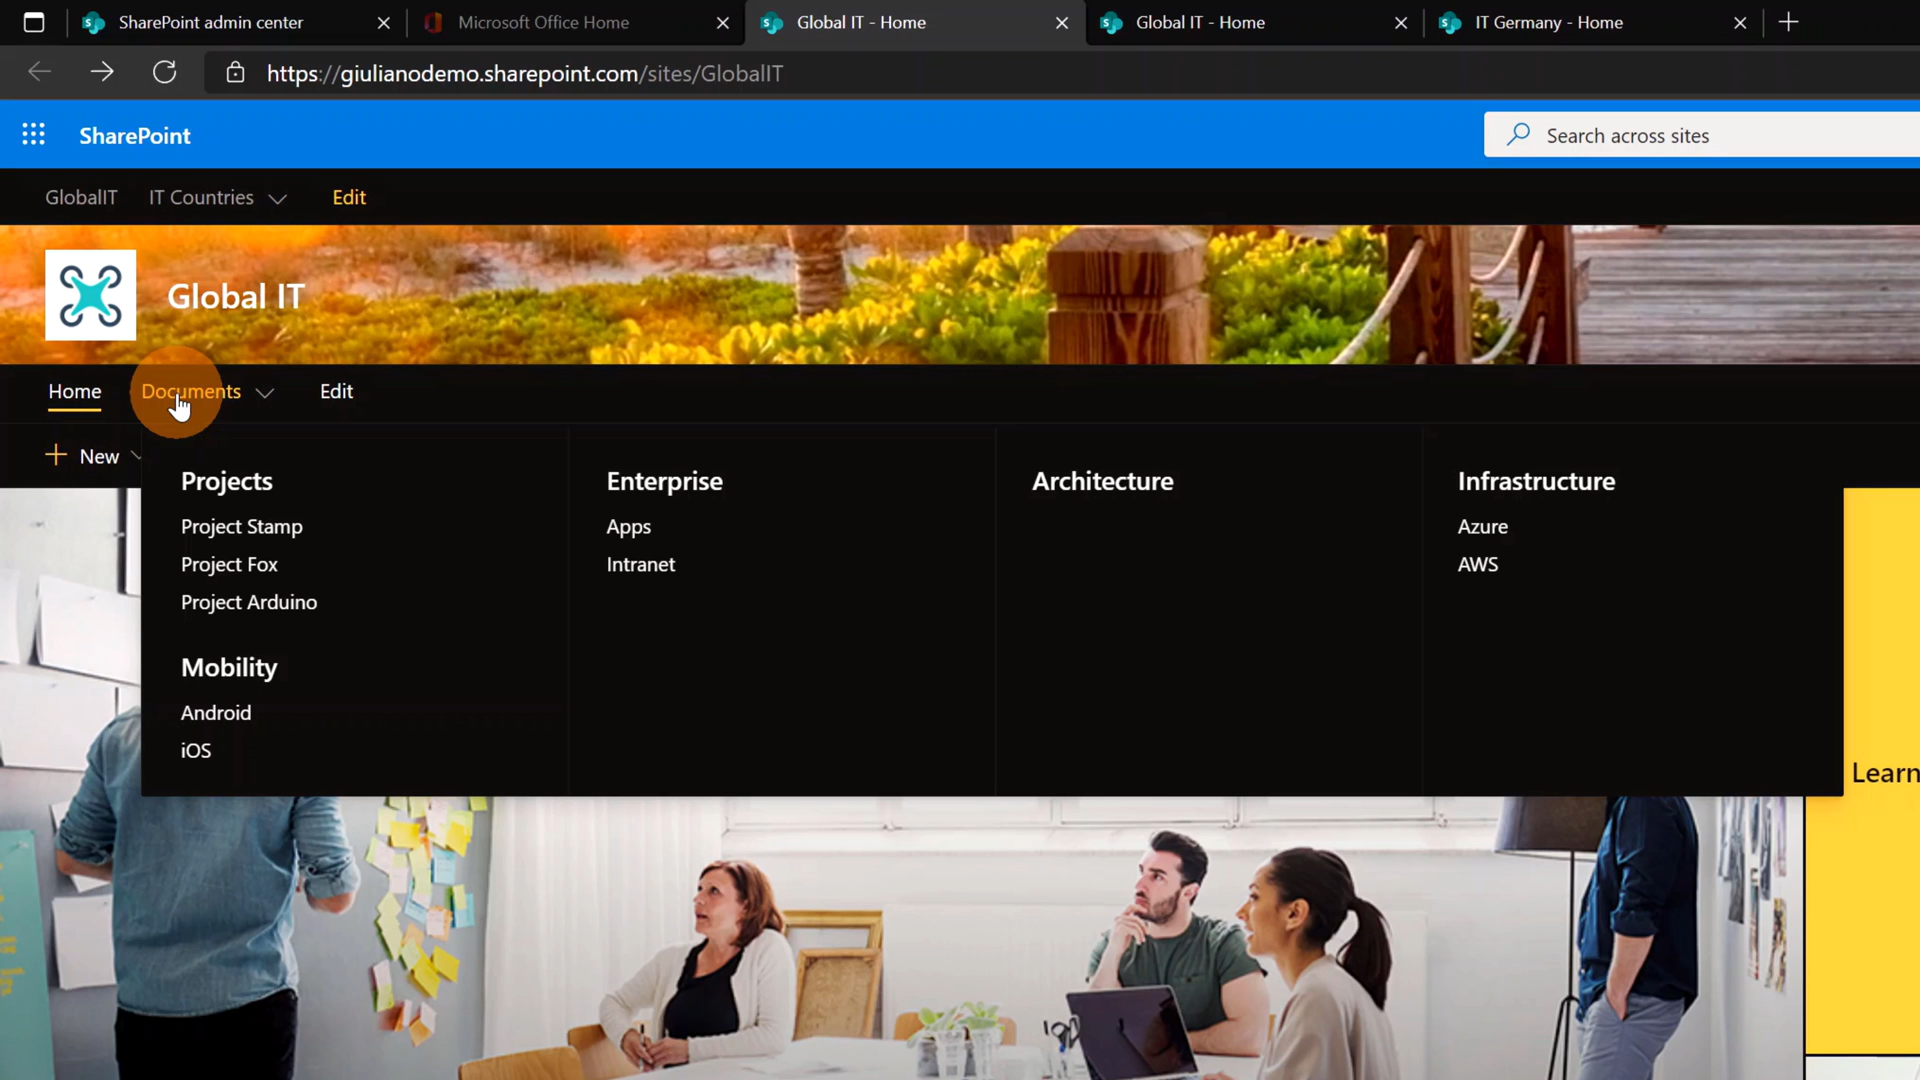 SharePoint admin center
Microsoft Office Home
Global IT - Home
Global IT - Home
IT Germany - Home
https://giulianodemo.sharepoint.com/sites/GlobalIT
SharePoint
Search across sites
GlobalIT IT Countries Edit
Global IT
Home Documents Edit
New
Projects
Project Stamp
Project Fox
Project Arduino
Mobility
Android
iOS
Enterprise
Apps
Intranet
Architecture
Infrastructure
Azure
AWS
Learn